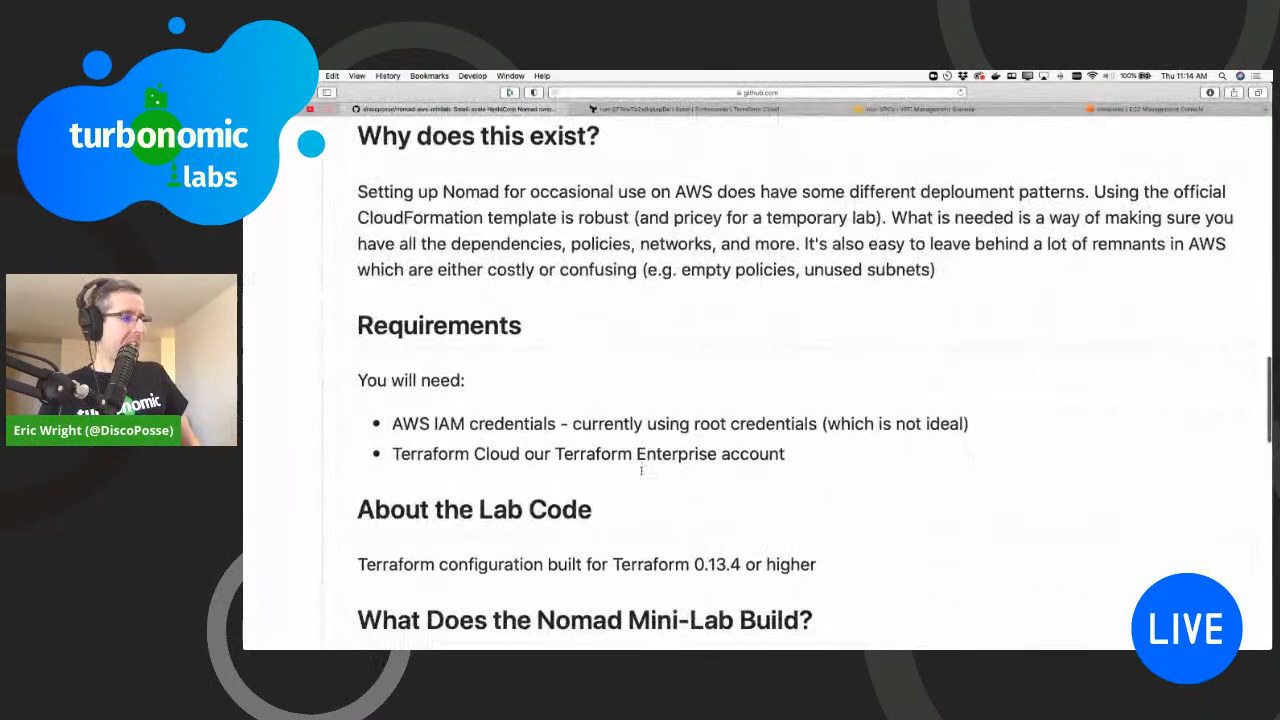 turbonomic
labs
Edit View History Bookmarks Develop Window Help
100% Thu 11:14 AM
github.com
Why does this exist?
Setting up Nomad for occasional use on AWS does have some different deploument patterns. Using the official
CloudFormation template is robust (and pricey for a temporary lab). What is needed is a way of making sure you
have all the dependencies, policies, networks, and more. It's also easy to leave behind a lot of remnants in AWS
which are either costly or confusing (e.g. empty policies, unused subnets)
Requirements
You will need:
• AWS IAM credentials - currently using root credentials (which is not ideal)
• Terraform Cloud our Terraform Enterprise account
About the Lab Code
Terraform configuration built for Terraform 0.13.4 or higher
What Does the Nomad Mini-Lab Build?
turbonomic
Eric Wright (@DiscoPosse)
LIVE